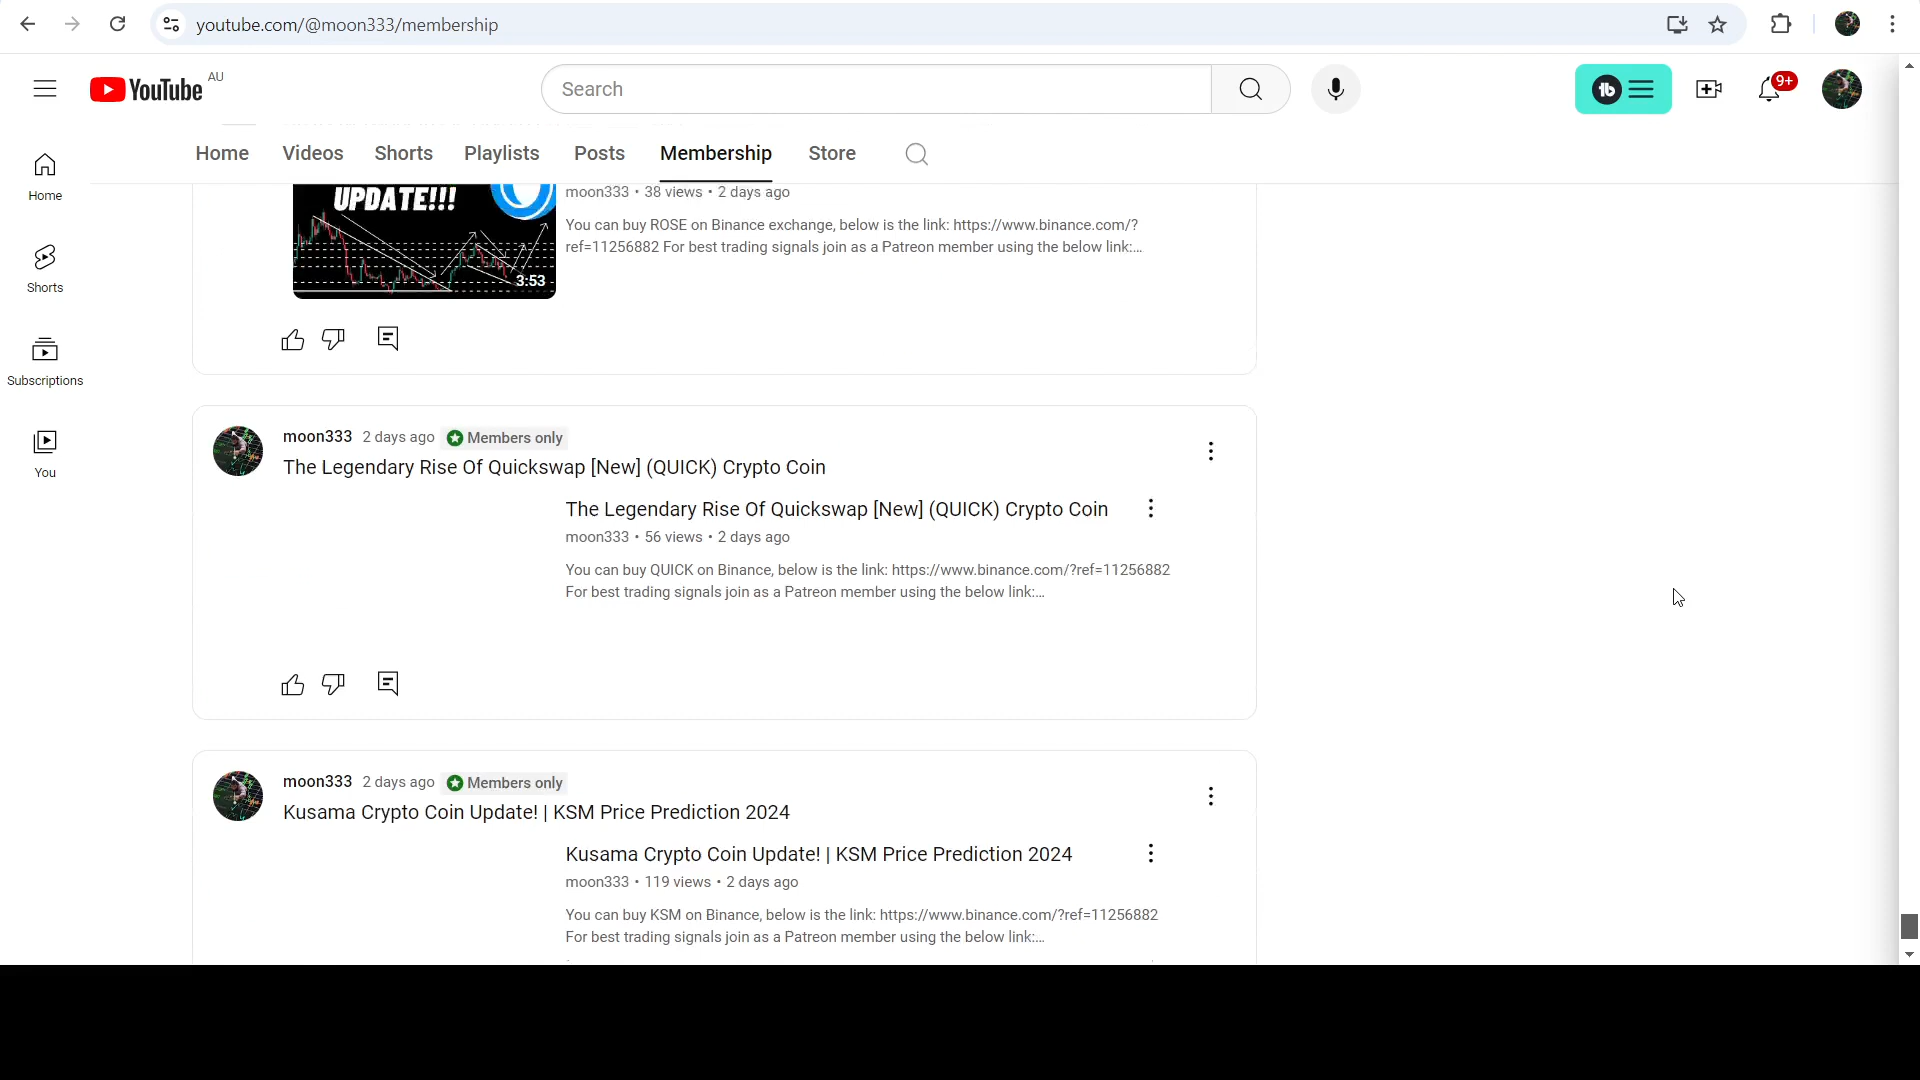 youtube.com/@moon333/membership
YouTube AU
Search
9+
Home
Videos
Shorts
Playlists
Posts
Membership
Store
Home
Shorts
Subscriptions
You
UPDATE!!!
3:53
moon333 • 38 views • 2 days ago
You can buy ROSE on Binance exchange, below is the link: https://www.binance.com/?
ref=11256882 For best trading signals join as a Patreon member using the below link:...
moon333 2 days ago Members only
The Legendary Rise Of Quickswap [New] (QUICK) Crypto Coin
The Legendary Rise Of Quickswap [New] (QUICK) Crypto Coin
moon333 • 56 views • 2 days ago
You can buy QUICK on Binance, below is the link: https://www.binance.com/?ref=11256882
For best trading signals join as a Patreon member using the below link:...
moon333 2 days ago Members only
Kusama Crypto Coin Update! | KSM Price Prediction 2024
Kusama Crypto Coin Update! | KSM Price Prediction 2024
moon333 • 119 views • 2 days ago
You can buy KSM on Binance, below is the link: https://www.binance.com/?ref=11256882
For best trading signals join as a Patreon member using the below link:...